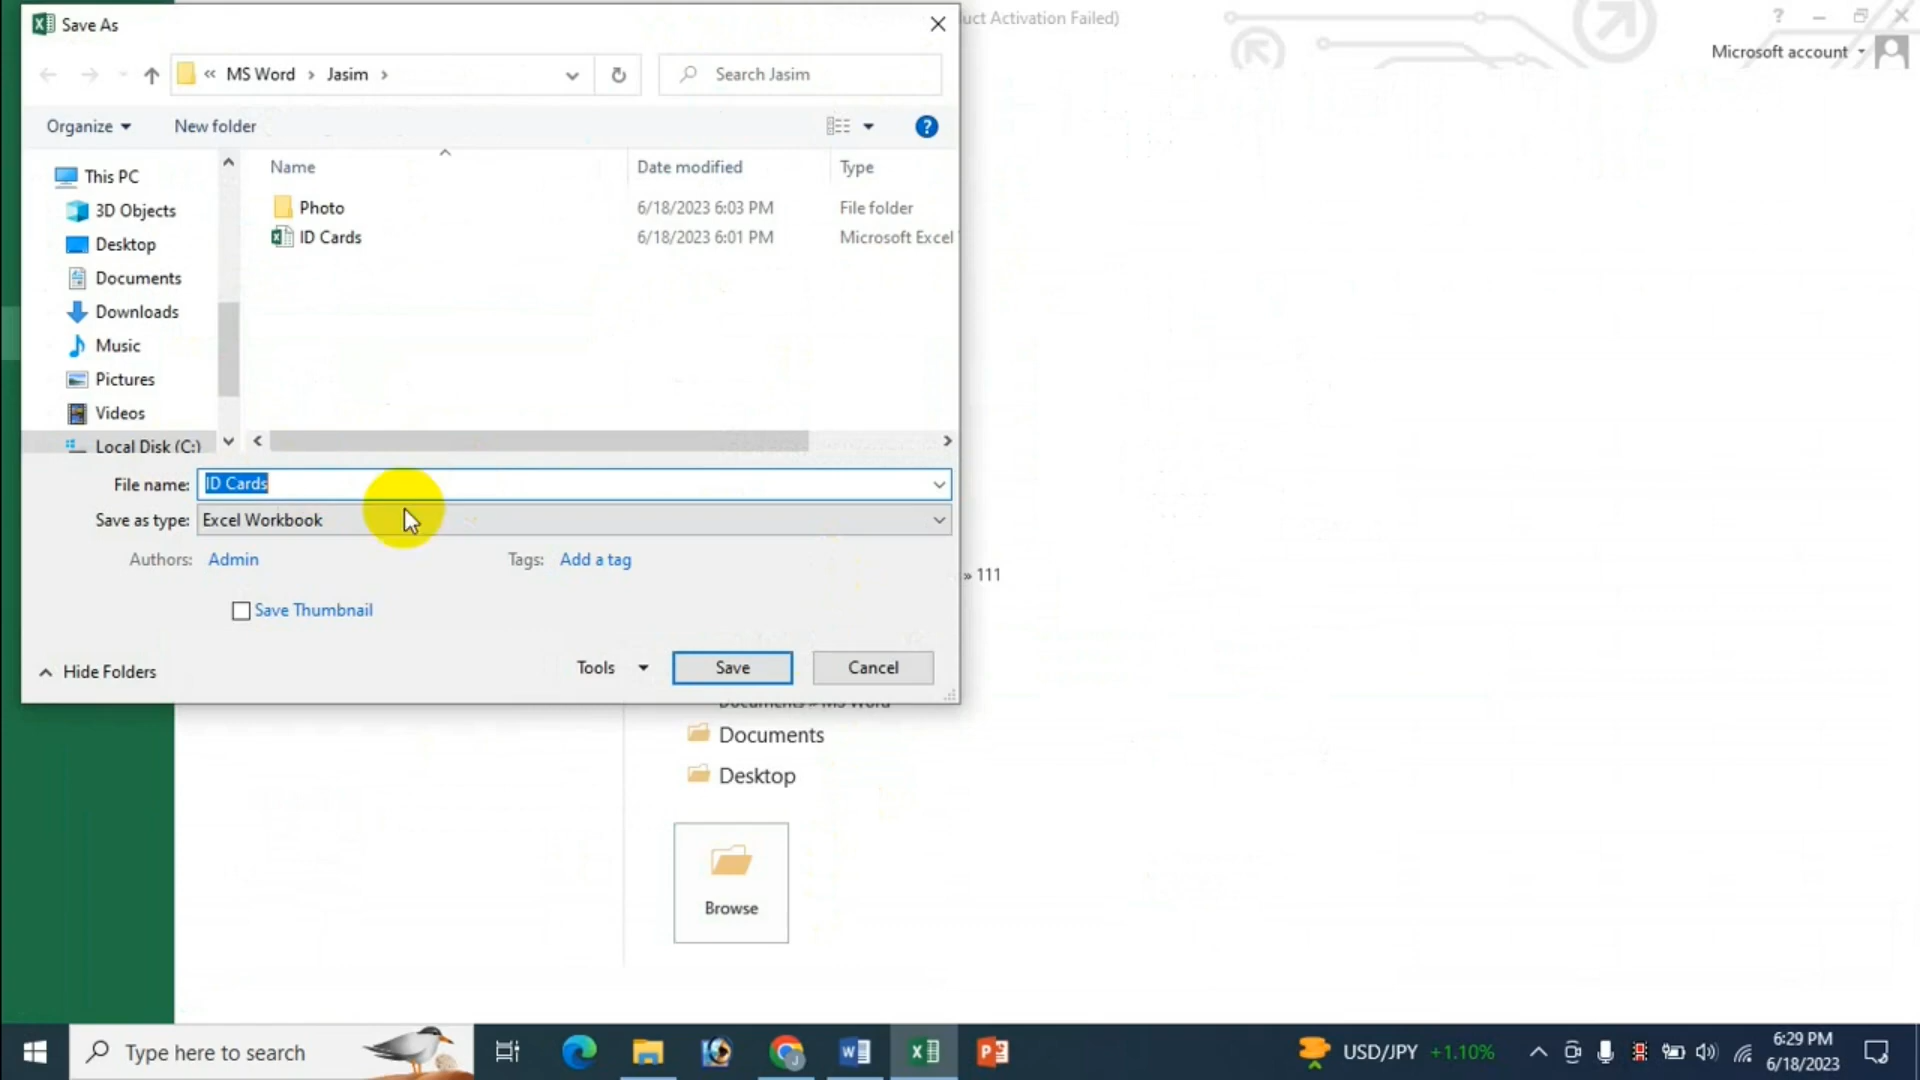 Save As
uct Activation Failed)
?
Microsoft account
« MS Word › Jasim ›
Search Jasim
Organize
New folder
?
Name
Date modified
Type
This PC
3D Objects
Desktop
Documents
Downloads
Music
Pictures
Videos
Local Disk (C:)
Photo
6/18/2023 6:03 PM
File folder
ID Cards
6/18/2023 6:01 PM
Microsoft Excel
File name:
ID Cards
Save as type:
Excel Workbook
Authors:
Admin
Tags:
Add a tag
» 111
Save Thumbnail
Hide Folders
Tools
Save
Cancel
Documents » MS Word
Documents
Desktop
Browse
Type here to search
USD/JPY +1.10%
6:29 PM
6/18/2023